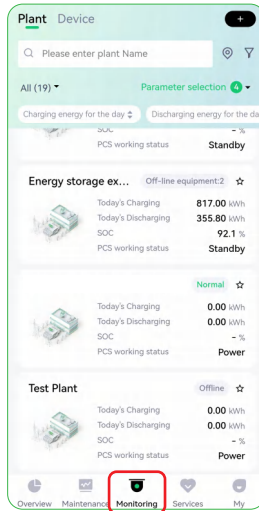 Plant Device
+
Please enter plant Name
All (19)
Parameter selection 4
Charging energy for the day
Discharging energy for the da
SOC - %
PCS working status Standby
Energy storage ex... Off-line equipment:2
Today's Charging 817.00 kWh
Today's Discharging 355.80 kWh
SOC 92.1 %
PCS working status Standby
Normal
Today's Charging 0.00 kWh
Today's Discharging 0.00 kWh
SOC - %
PCS working status Power
Test Plant Offline
Today's Charging 0.00 kWh
Today's Discharging 0.00 kWh
SOC - %
PCS working status Power
Overview Maintenance Monitoring Services My